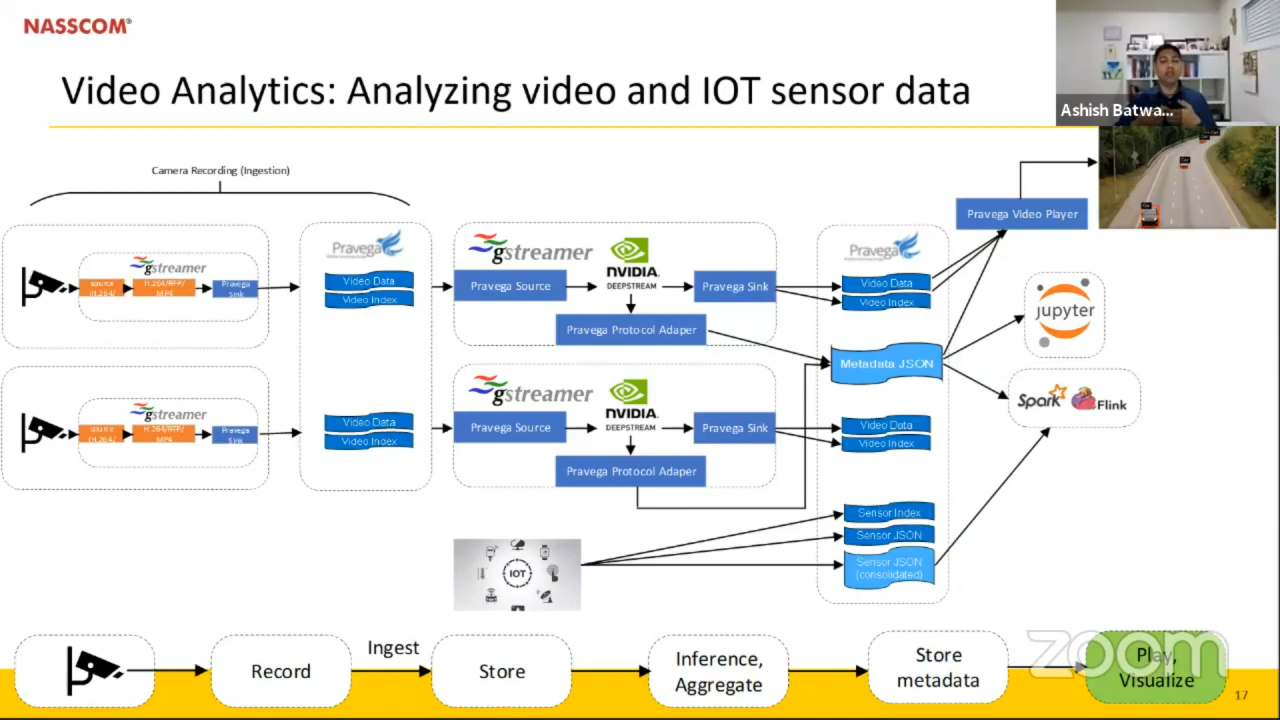 NASSCOM®
Video Analytics: Analyzing video and IOT sensor data
Ashish Batwa...
Camera Recording (Ingestion)
gstreamer
source
(H.264/
H.264/RTP/
MP4
Pravega
Sink
Pravega
Video Data
Video Index
gstreamer
NVIDIA.
DEEPSTREAM
Pravega Source
Pravega Sink
Pravega Protocol Adaper
Pravega
Video Data
Video Index
Pravega Video Player
Car
Car
jupyter
Metadata JSON
Spark
Flink
gstreamer
source
(H.264/
H.264/RTP/
MP4
Pravega
Sink
Video Data
Video Index
gstreamer
NVIDIA.
DEEPSTREAM
Pravega Source
Pravega Sink
Pravega Protocol Adaper
Video Data
Video Index
IOT
Sensor Index
Sensor JSON
Sensor JSON
(consolidated)
Record
Ingest
Store
Inference,
Aggregate
Store
metadata
Play,
Visualize
zoom
17